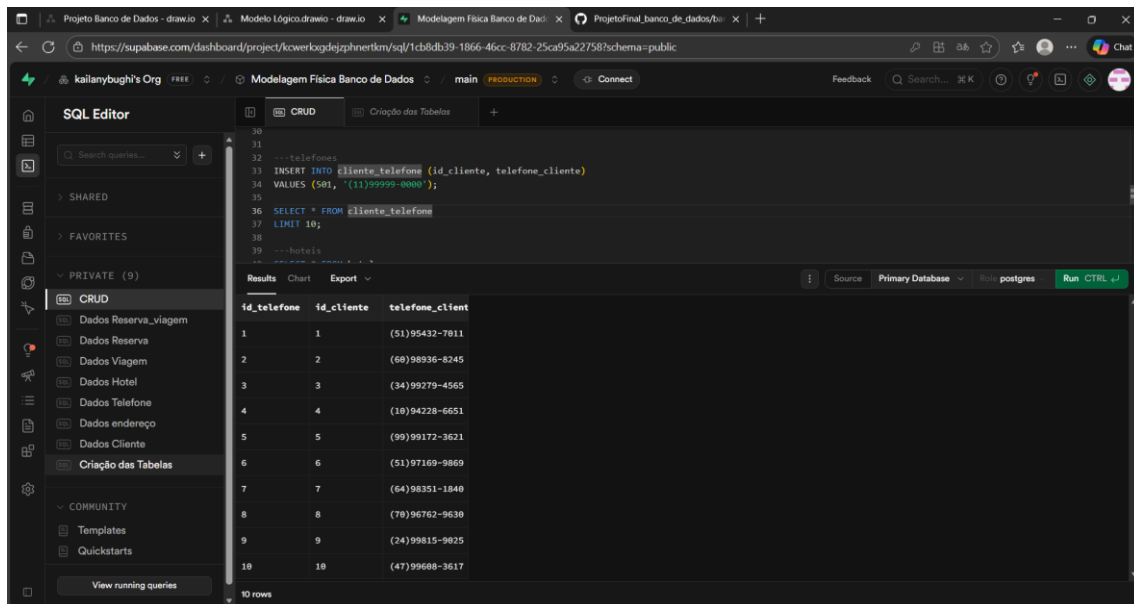 Projeto Banco de Dados - draw.io
Modelo Lógico.drawio - draw.io
Modelagem Física Banco de Dad
ProjetoFinal_banco_de_dados/bar
https://supabase.com/dashboard/project/kcwerkxgdejzphnertkm/sql/1cb8db39-1866-46cc-8782-25ca95a22758?schema=public
Chat
kailanybughi's Org FREE
Modelagem Física Banco de Dados
main PRODUCTION
Connect
Feedback
Search... ⌘ K
SQL Editor
CRUD
Criação das Tabelas
Search queries...
SHARED
FAVORITES
PRIVATE (9)
CRUD
Dados Reserva_viagem
Dados Reserva
Dados Viagem
Dados Hotel
Dados Telefone
Dados endereço
Dados Cliente
Criação das Tabelas
COMMUNITY
Templates
Quickstarts
View running queries
30
31
32 ---telefones
33 INSERT INTO cliente_telefone (id_cliente, telefone_cliente)
34 VALUES (501, '(11)99999-0000');
35
36 SELECT * FROM cliente_telefone
37 LIMIT 10;
38
39 ---hoteis
Results Chart Export
Source Primary Database Role postgres Run CTRL
id_telefone id_cliente telefone_client
1 1 (51)95432-7011
2 2 (60)98936-8245
3 3 (34)99279-4565
4 4 (10)94228-6651
5 5 (99)99172-3621
6 6 (51)97169-9869
7 7 (64)98351-1840
8 8 (70)96762-9630
9 9 (24)99815-9025
10 10 (47)99608-3617
10 rows